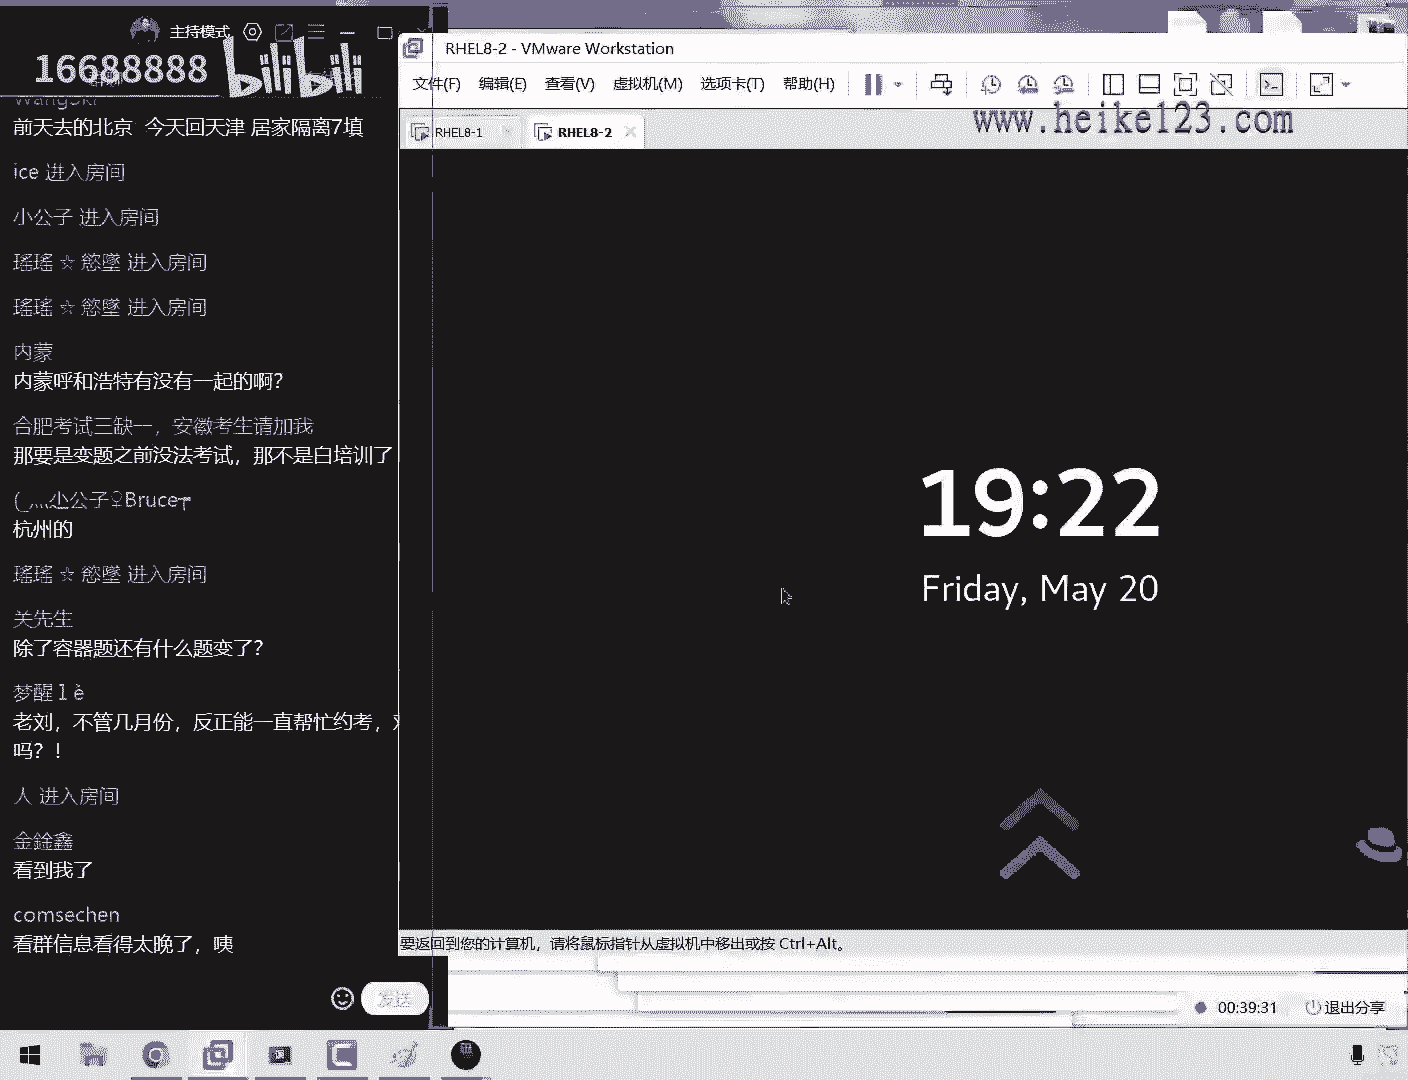 主持模式
16688888 bilibili
前天去的北京 今天回天津 居家隔离7填
ice 进入房间
小公子 进入房间
瑶瑶 ☆ 慾墜 进入房间
瑶瑶 ☆ 慾墜 进入房间
内蒙
内蒙呼和浩特有没有一起的啊?
合肥考试三缺一，安徽考生请加我
那要是变题之前没法考试，那不是白培训了
公子♀Bruce
杭州的
瑶瑶 ☆ 慾墜 进入房间
关先生
除了容器题还有什么题变了?
梦醒 l è
老刘，不管几月份，反正能一直帮忙约考，
吗? !
人 进入房间
金銓鑫
看到我了
comsechen
看群信息看得太晚了，咦
发送
RHEL8-2 - VMware Workstation
文件(F) 编辑(E) 查看(V) 虚拟机(M) 选项卡(T) 帮助(H)
www.heike123.com
RHEL8-1 RHEL8-2
19:22
Friday, May 20
要返回到您的计算机，请将鼠标指针从虚拟机中移出或按 Ctrl+Alt。
00:39:31 退出分享